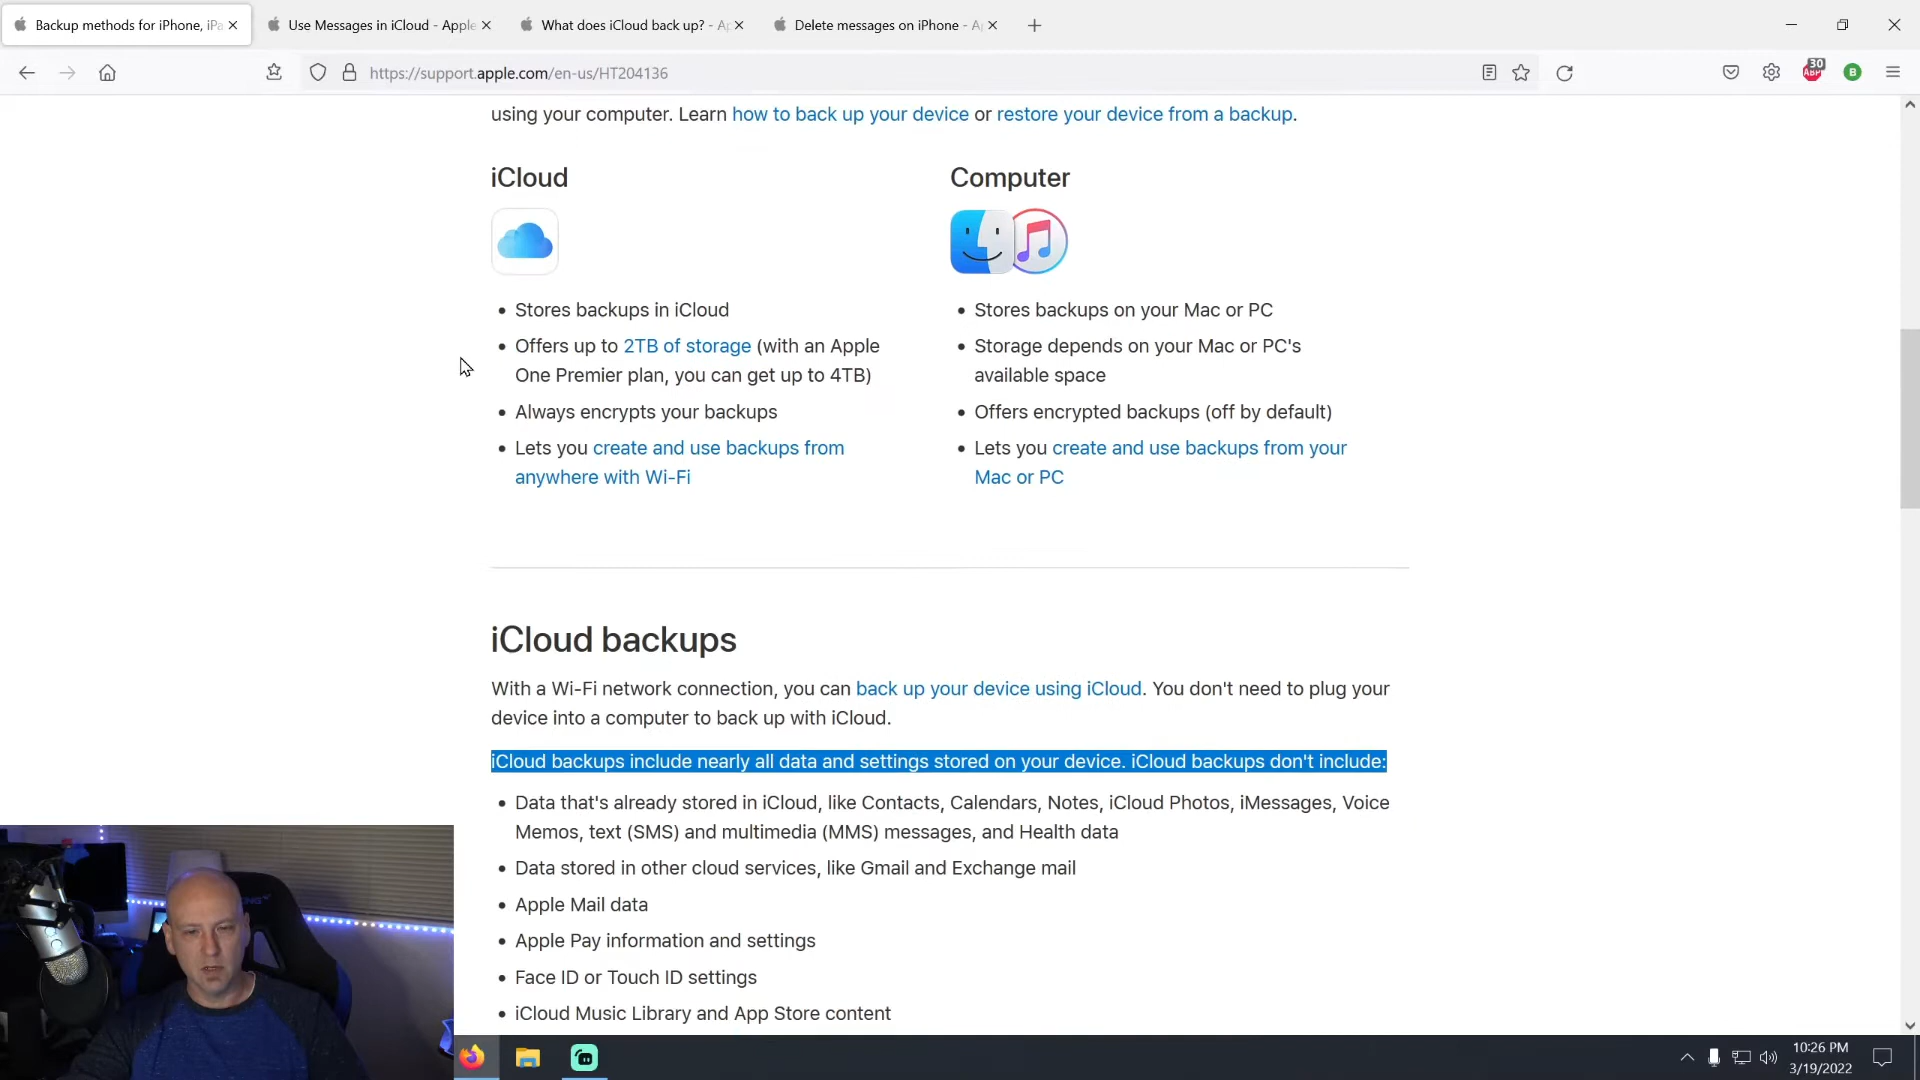 Backup methods for iPhone, iPa
Use Messages in iCloud - Apple
What does iCloud back up? - Ap
Delete messages on iPhone - A
https://support.apple.com/en-us/HT204136
30
ABP
B
using your computer. Learn how to back up your device or restore your device from a backup.
iCloud
• Stores backups in iCloud
• Offers up to 2TB of storage (with an Apple
One Premier plan, you can get up to 4TB)
• Always encrypts your backups
• Lets you create and use backups from
anywhere with Wi-Fi
Computer
• Stores backups on your Mac or PC
• Storage depends on your Mac or PC's
available space
• Offers encrypted backups (off by default)
• Lets you create and use backups from your
Mac or PC
iCloud backups
With a Wi-Fi network connection, you can back up your device using iCloud. You don't need to plug your
device into a computer to back up with iCloud.
iCloud backups include nearly all data and settings stored on your device. iCloud backups don't include:
• Data that's already stored in iCloud, like Contacts, Calendars, Notes, iCloud Photos, iMessages, Voice
Memos, text (SMS) and multimedia (MMS) messages, and Health data
• Data stored in other cloud services, like Gmail and Exchange mail
• Apple Mail data
• Apple Pay information and settings
• Face ID or Touch ID settings
• iCloud Music Library and App Store content
10:26 PM
3/19/2022